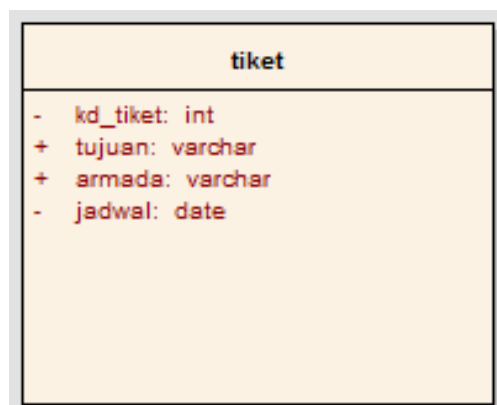 tiket
- kd_tiket: int
+ tujuan: varchar
+ armada: varchar
- jadwal: date